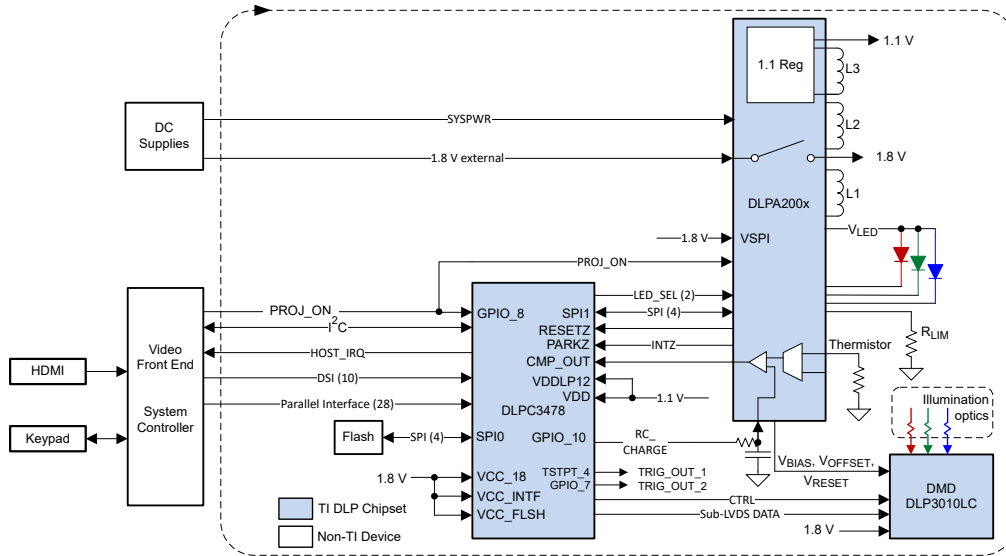 1.1 V
1.1 Reg
L3
DC
Supplies
SYSPWR
L2
1.8 V external
1.8 V
DLPA200x
L1
1.8 V
VSPI
VLED
PROJ_ON
PROJ_ON
GPIO_8
LED_SEL (2)
SPI1
SPI (4)
I2C
RESETZ
RLIM
Video
Front End
HOST_IRQ
PARKZ
INTZ
Thermistor
HDMI
CMP_OUT
DSI (10)
VDDLP12
System
Controller
Parallel Interface (28)
VDD
1.1 V
Illumination
optics
DLPC3478
Keypad
Flash
SPI (4)
SPI0
GPIO_10
RC_
CHARGE
VBIAS, VOFFSET,
VRESET
1.8 V
VCC_18
TSTPT_4
TRIG_OUT_1
GPIO_7
TRIG_OUT_2
DMD
DLP3010LC
VCC_INTF
CTRL
TI DLP Chipset
VCC_FLSH
Sub-LVDS DATA
1.8 V
Non-TI Device